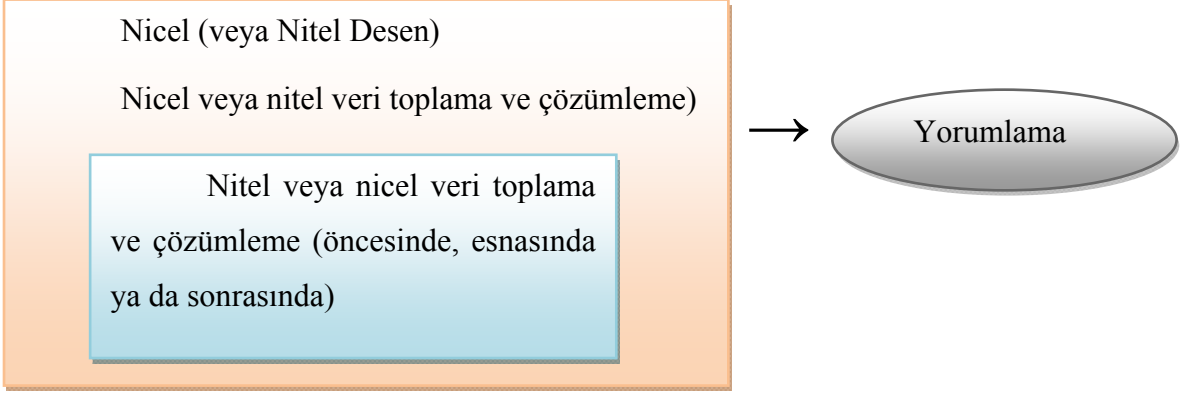 Nicel (veya Nitel Desen)
Nicel veya nitel veri toplama ve çözümleme)
Nitel veya nicel veri toplama
ve çözümleme (öncesinde, esnasında
ya da sonrasında)
Yorumlama